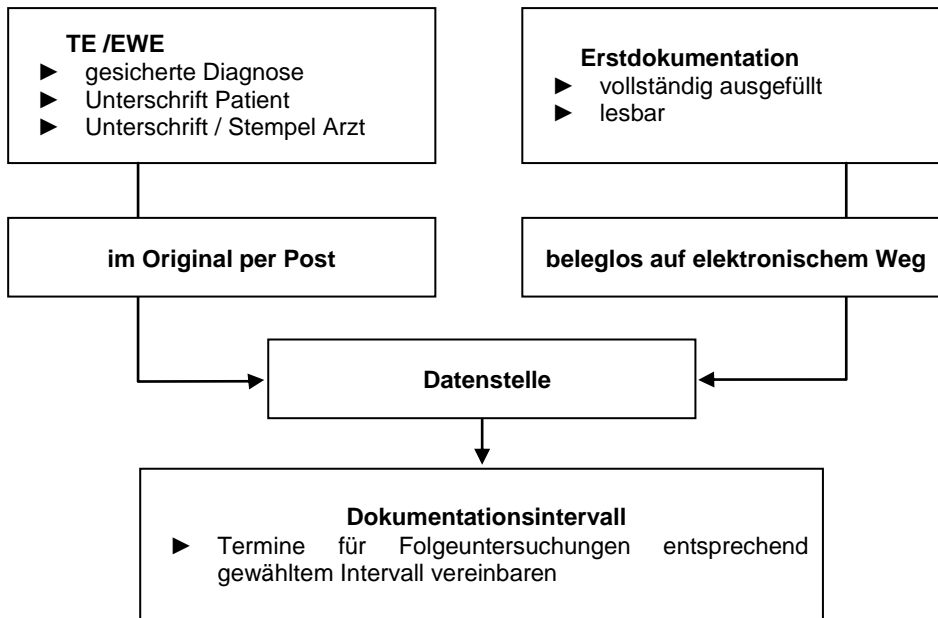 TE /EWE
► gesicherte Diagnose
► Unterschrift Patient
► Unterschrift / Stempel Arzt
Erstdokumentation
► vollständig ausgefüllt
► lesbar
im Original per Post
beleglos auf elektronischem Weg
Datenstelle
Dokumentationsintervall
► Termine für Folgeuntersuchungen entsprechend
gewähltem Intervall vereinbaren